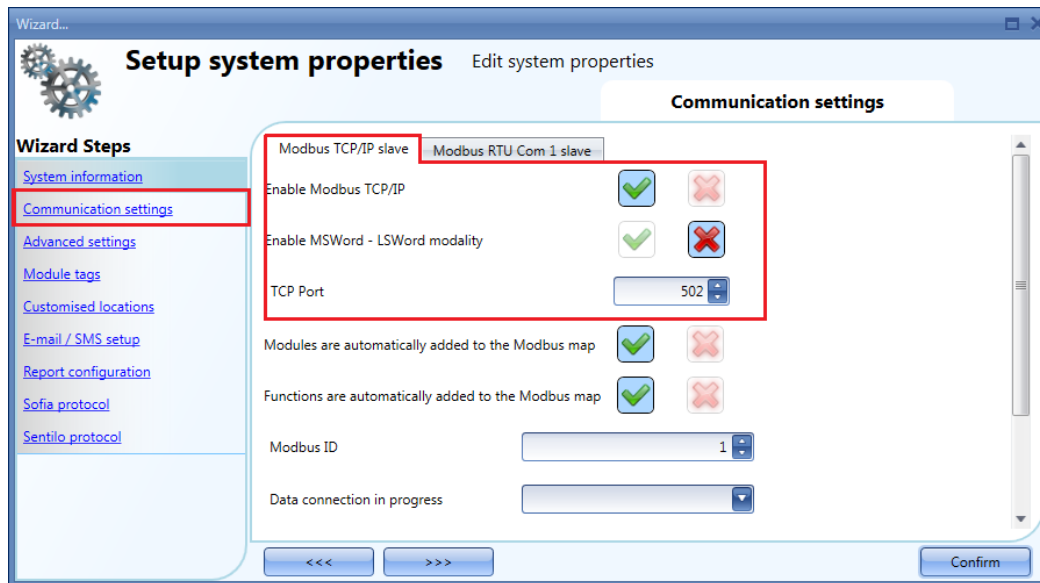 Wizard...
Setup system properties Edit system properties
Communication settings
Wizard Steps
System information
Communication settings
Advanced settings
Module tags
Customised locations
E-mail / SMS setup
Report configuration
Sofia protocol
Sentilo protocol
Modbus TCP/IP slave Modbus RTU Com 1 slave
Enable Modbus TCP/IP
Enable MSWord - LSWord modality
TCP Port 502
Modules are automatically added to the Modbus map
Functions are automatically added to the Modbus map
Modbus ID 1
Data connection in progress
<<< >>> Confirm